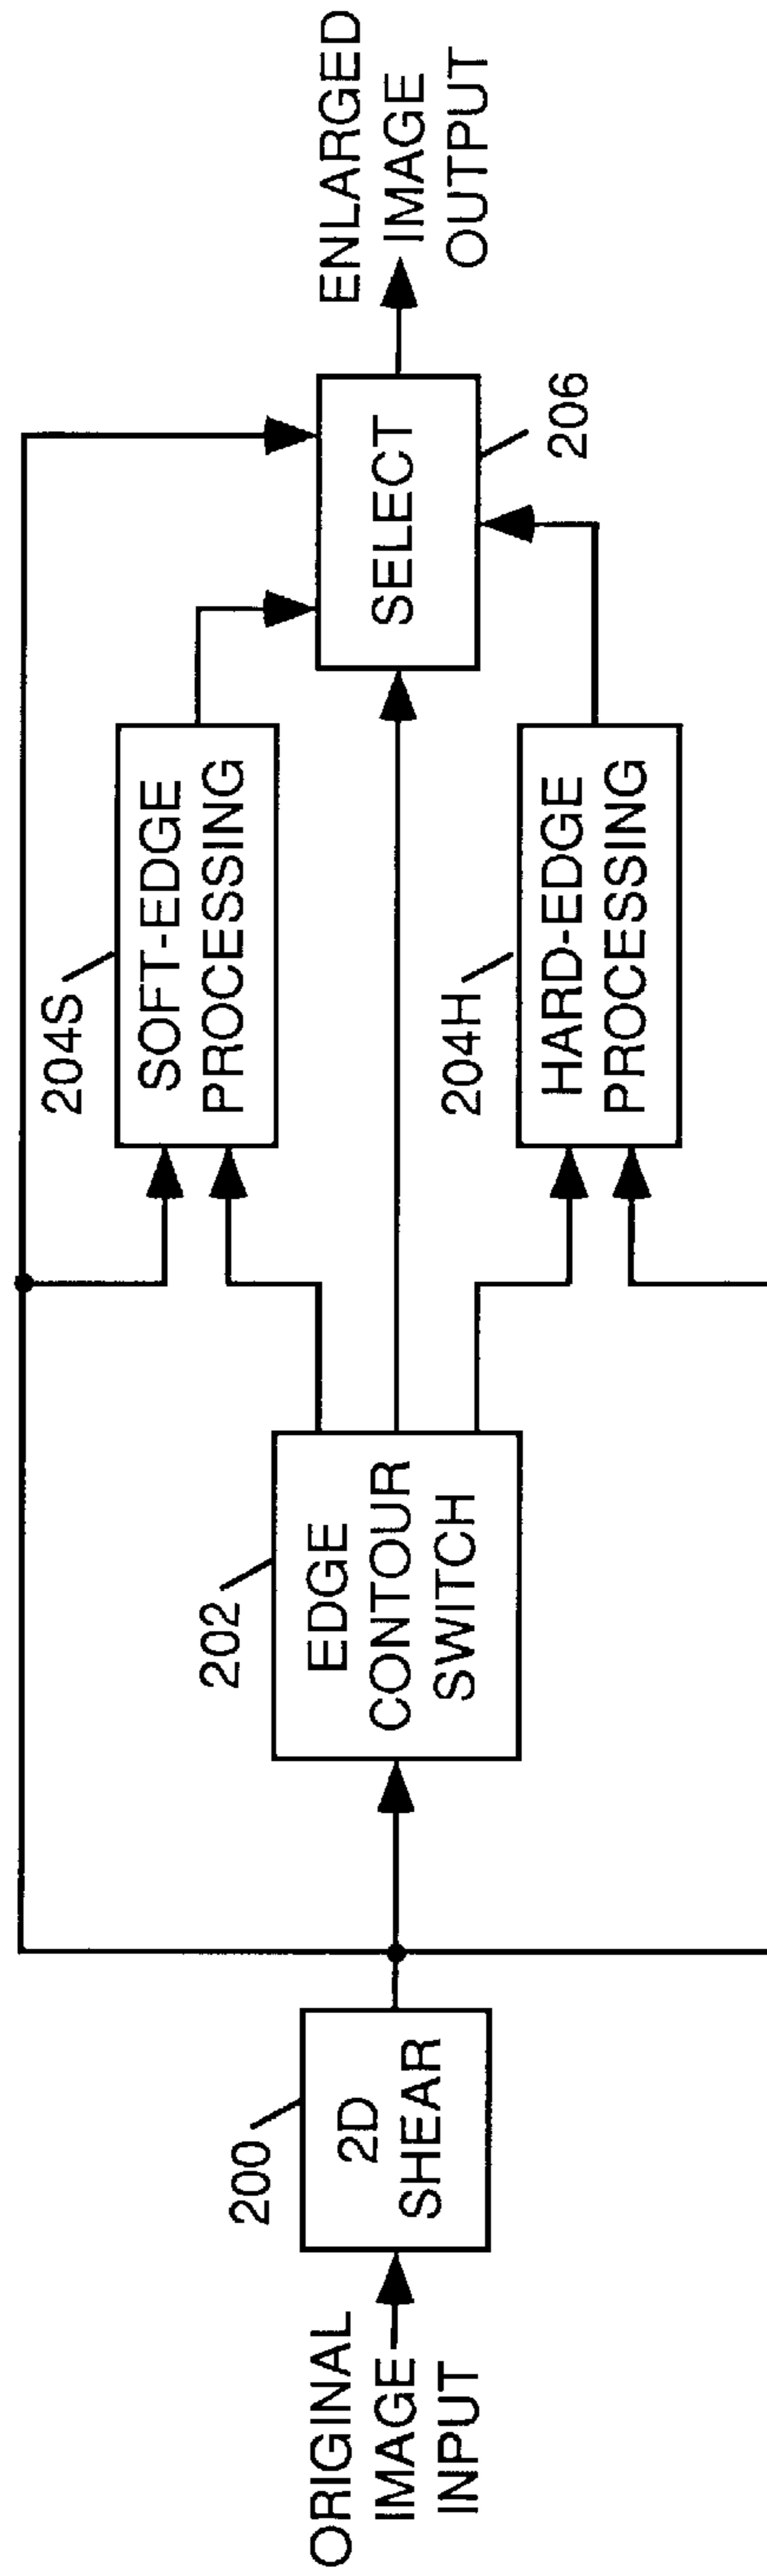 ORIGINAL
IMAGE
INPUT
200
2D
SHEAR
202
EDGE
CONTOUR
SWITCH
204S
SOFT-EDGE
PROCESSING
204H
HARD-EDGE
PROCESSING
SELECT
206
ENLARGED
IMAGE
OUTPUT